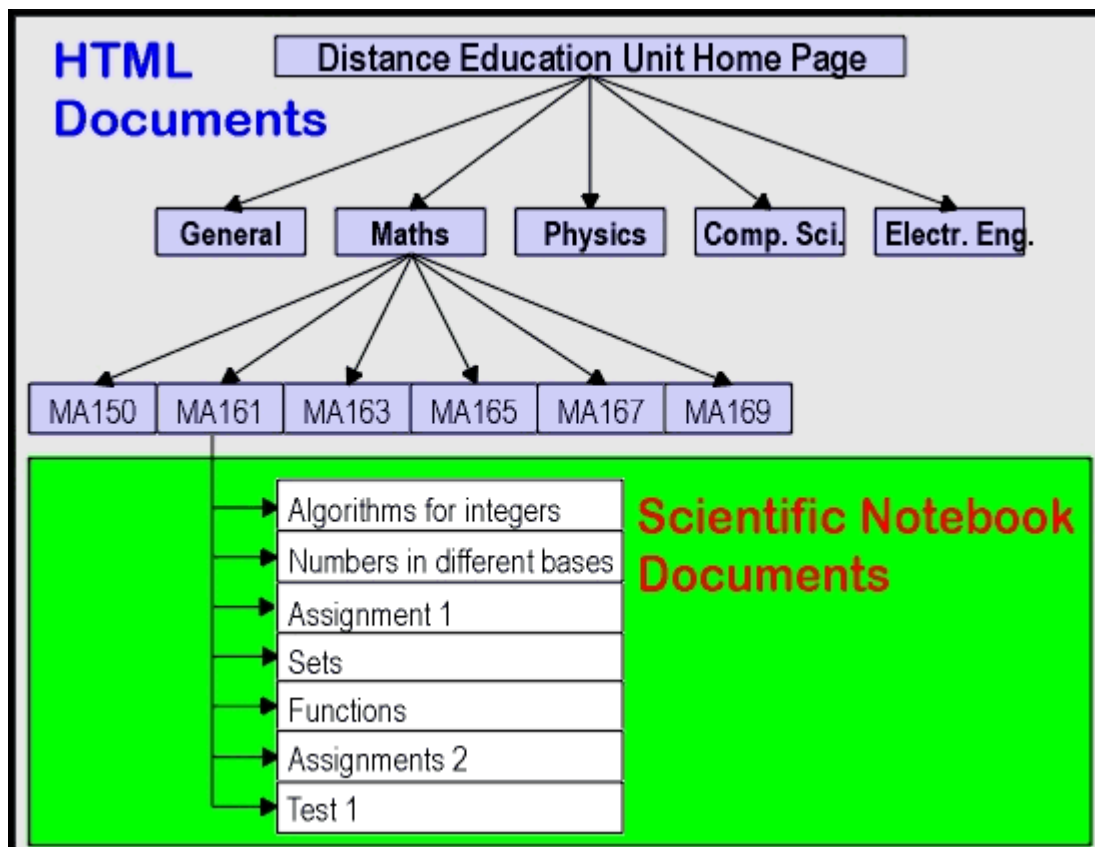 HTML
Documents
Distance Education Unit Home Page
General
Maths
Physics
Comp. Sci.
Electr. Eng.
MA150
MA161
MA163
MA165
MA167
MA169
Algorithms for integers
Numbers in different bases
Assignment 1
Sets
Functions
Assignments 2
Test 1
Scientific Notebook
Documents